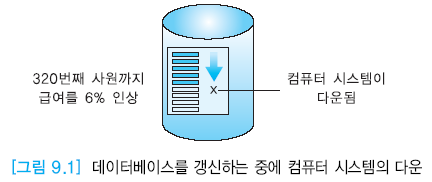 320번째 사원까지
급여를 6% 인상
x
컴퓨터 시스템이
다운됨
[그림 9.1] 데이터베이스를 갱신하는 중에 컴퓨터 시스템의 다운